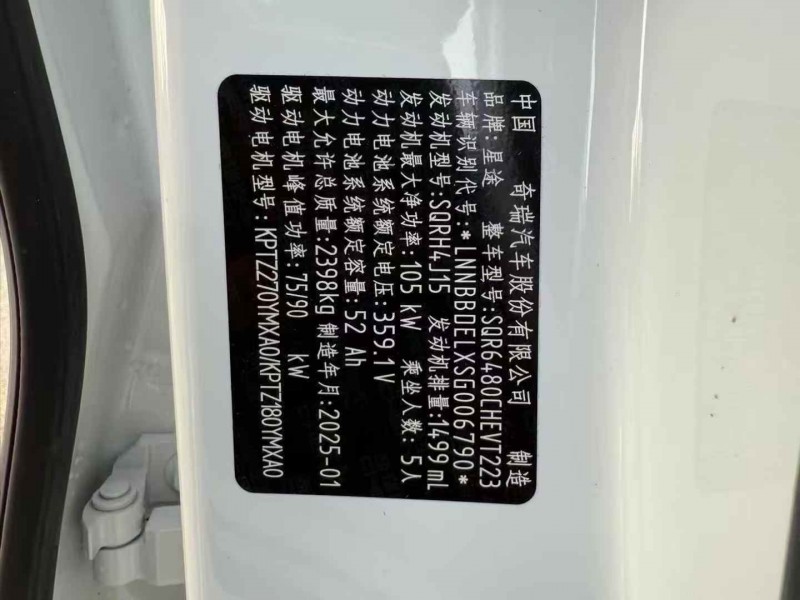 中国 奇瑞汽车股份有限公司 制造
品牌:星途 整车型号:SQR6480CHEVT223
车辆识别代号:*LNNBBDELXSG006790*
发动机型号:SQRH4J15 发动机排量:1499 mL
发动机最大净功率:105 kW 乘坐人数:5人
动力电池系统额定电压:359.1V
动力电池系统额定容量:52 Ah
最大允许总质量:2398kg 制造年月:2025-01
驱动电机峰值功率:75/90 kW
驱动电机型号:KPTZ2701YMXA0/KPTZ1801YMXA0